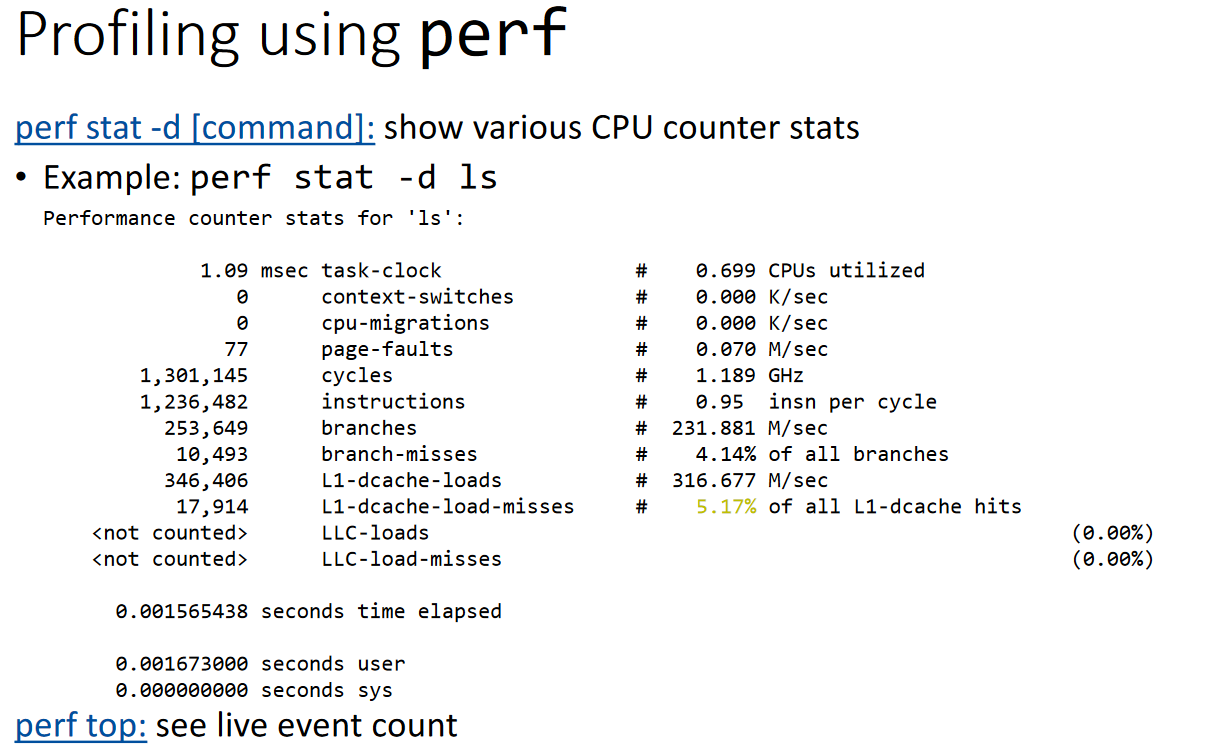 Profiling using perf
perf stat -d [command]: show various CPU counter stats
• Example: perf stat -d ls
Performance counter stats for 'ls':
1.09 msec task-clock # 0.699 CPUs utilized
0 context-switches # 0.000 K/sec
0 cpu-migrations # 0.000 K/sec
77 page-faults # 0.070 M/sec
1,301,145 cycles # 1.189 GHz
1,236,482 instructions # 0.95 insn per cycle
253,649 branches # 231.881 M/sec
10,493 branch-misses # 4.14% of all branches
346,406 L1-dcache-loads # 316.677 M/sec
17,914 L1-dcache-load-misses # 5.17% of all L1-dcache hits
<not counted> LLC-loads (0.00%)
<not counted> LLC-load-misses (0.00%)
0.001565438 seconds time elapsed
0.001673000 seconds user
0.000000000 seconds sys
perf top: see live event count